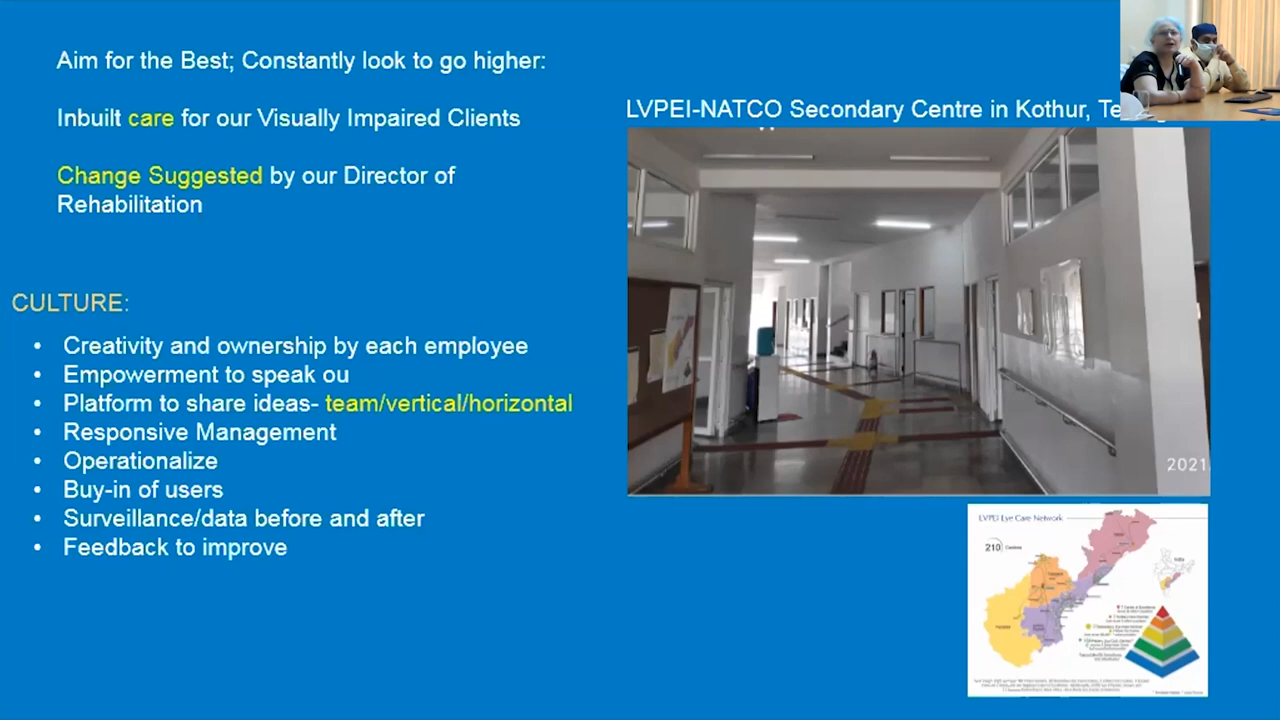 Aim for the Best; Constantly look to go higher:
Inbuilt care for our Visually Impaired Clients
Change Suggested by our Director of
Rehabilitation
CULTURE:
• Creativity and ownership by each employee
• Empowerment to speak ou
• Platform to share ideas- team/vertical/horizontal
• Responsive Management
• Operationalize
• Buy-in of users
• Surveillance/data before and after
• Feedback to improve
LVPEI-NATCO Secondary Centre in Kothur,
2021
LVPEI Eye Care Network
210 Centres
India